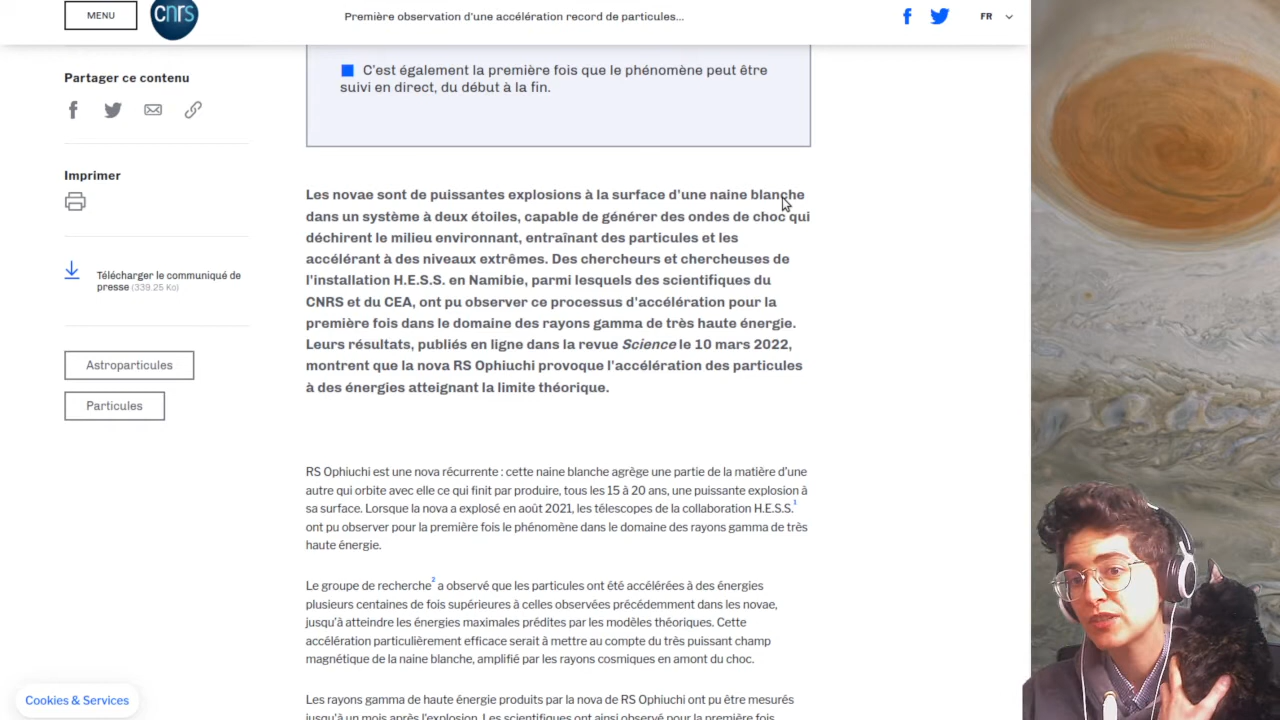 MENU
cnrs
Première observation d'une accélération record de particules...
FR
Partager ce contenu
Imprimer
Télécharger le communiqué de
presse (339.25 Ko)
Astroparticules
Particules
C'est également la première fois que le phénomène peut être
suivi en direct, du début à la fin.
Les novae sont de puissantes explosions à la surface d'une naine blanche
dans un système à deux étoiles, capable de générer des ondes de choc qui
déchirent le milieu environnant, entraînant des particules et les
accélérant à des niveaux extrêmes. Des chercheurs et chercheuses de
l'installation H.E.S.S. en Namibie, parmi lesquels des scientifiques du
CNRS et du CEA, ont pu observer ce processus d'accélération pour la
première fois dans le domaine des rayons gamma de très haute énergie.
Leurs résultats, publiés en ligne dans la revue Science le 10 mars 2022,
montrent que la nova RS Ophiuchi provoque l'accélération des particules
à des énergies atteignant la limite théorique.
RS Ophiuchi est une nova récurrente : cette naine blanche agrège une partie de la matière d'une
autre qui orbite avec elle ce qui finit par produire, tous les 15 à 20 ans, une puissante explosion à
sa surface. Lorsque la nova a explosé en août 2021, les télescopes de la collaboration H.E.S.S.1
ont pu observer pour la première fois le phénomène dans le domaine des rayons gamma de très
haute énergie.
Le groupe de recherche2 a observé que les particules ont été accélérées à des énergies
plusieurs centaines de fois supérieures à celles observées précédemment dans les novae,
jusqu'à atteindre les énergies maximales prédites par les modèles théoriques. Cette
accélération particulièrement efficace serait à mettre au compte du très puissant champ
magnétique de la naine blanche, amplifié par les rayons cosmiques en amont du choc.
Les rayons gamma de haute énergie produits par la nova de RS Ophiuchi ont pu être mesurés
jusqu'à un mois après l'explosion. Les scientifiques ont ainsi observé pour la première fois
Cookies & Services